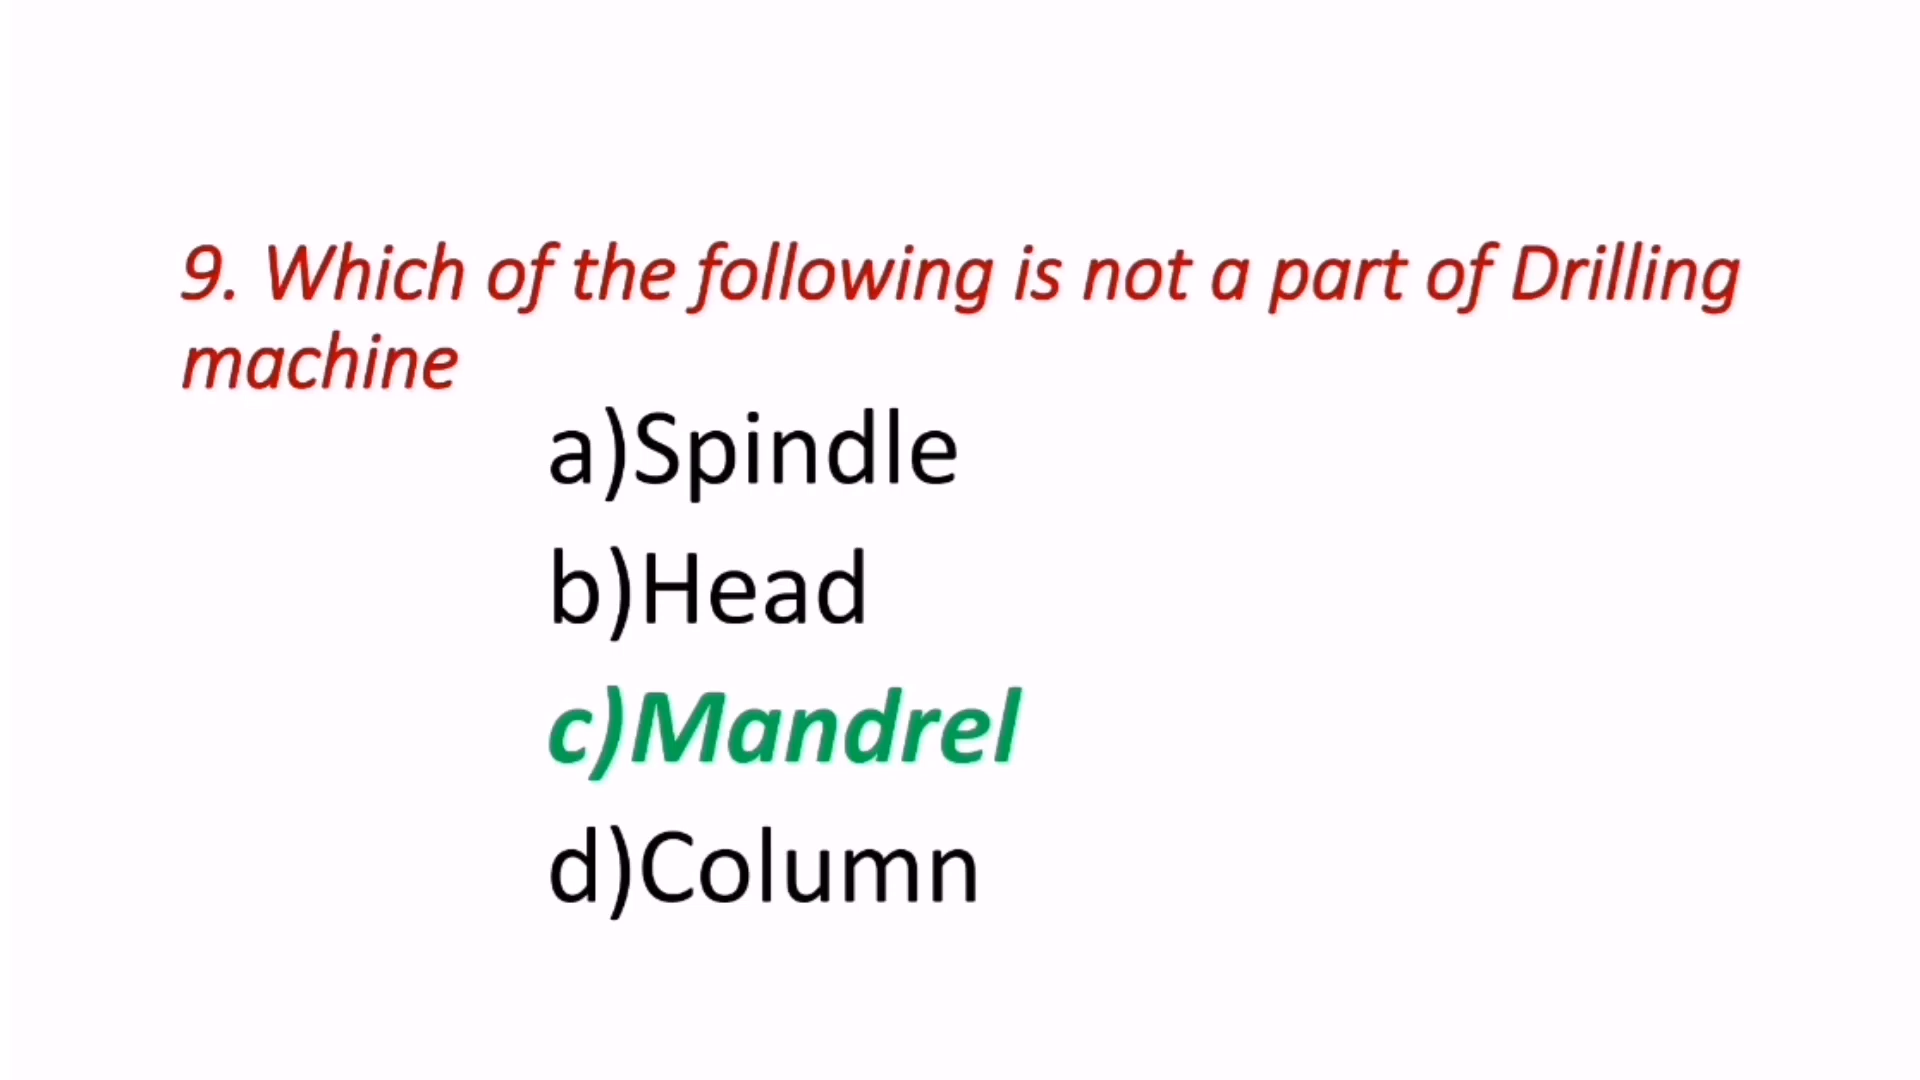 9. Which of the following is not a part of Drilling
machine
a)Spindle
b)Head
c)Mandrel
d)Column